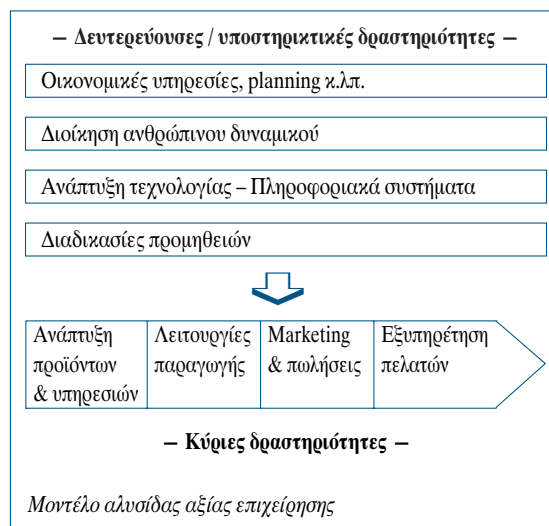 – Δευτερεύουσες / υποστηρικτικές δραστηριότητες –
Οικονομικές υπηρεσίες, planning κ.λπ.
Διοίκηση ανθρώπινου δυναμικού
Ανάπτυξη τεχνολογίας – Πληροφοριακά συστήματα
Διαδικασίες προμηθειών
Ανάπτυξη
προϊόντων
& υπηρεσιών
Λειτουργίες
παραγωγής
Marketing
& πωλήσεις
Εξυπηρέτηση
πελατών
– Κύριες δραστηριότητες –
Μοντέλο αλυσίδας αξίας επιχείρησης